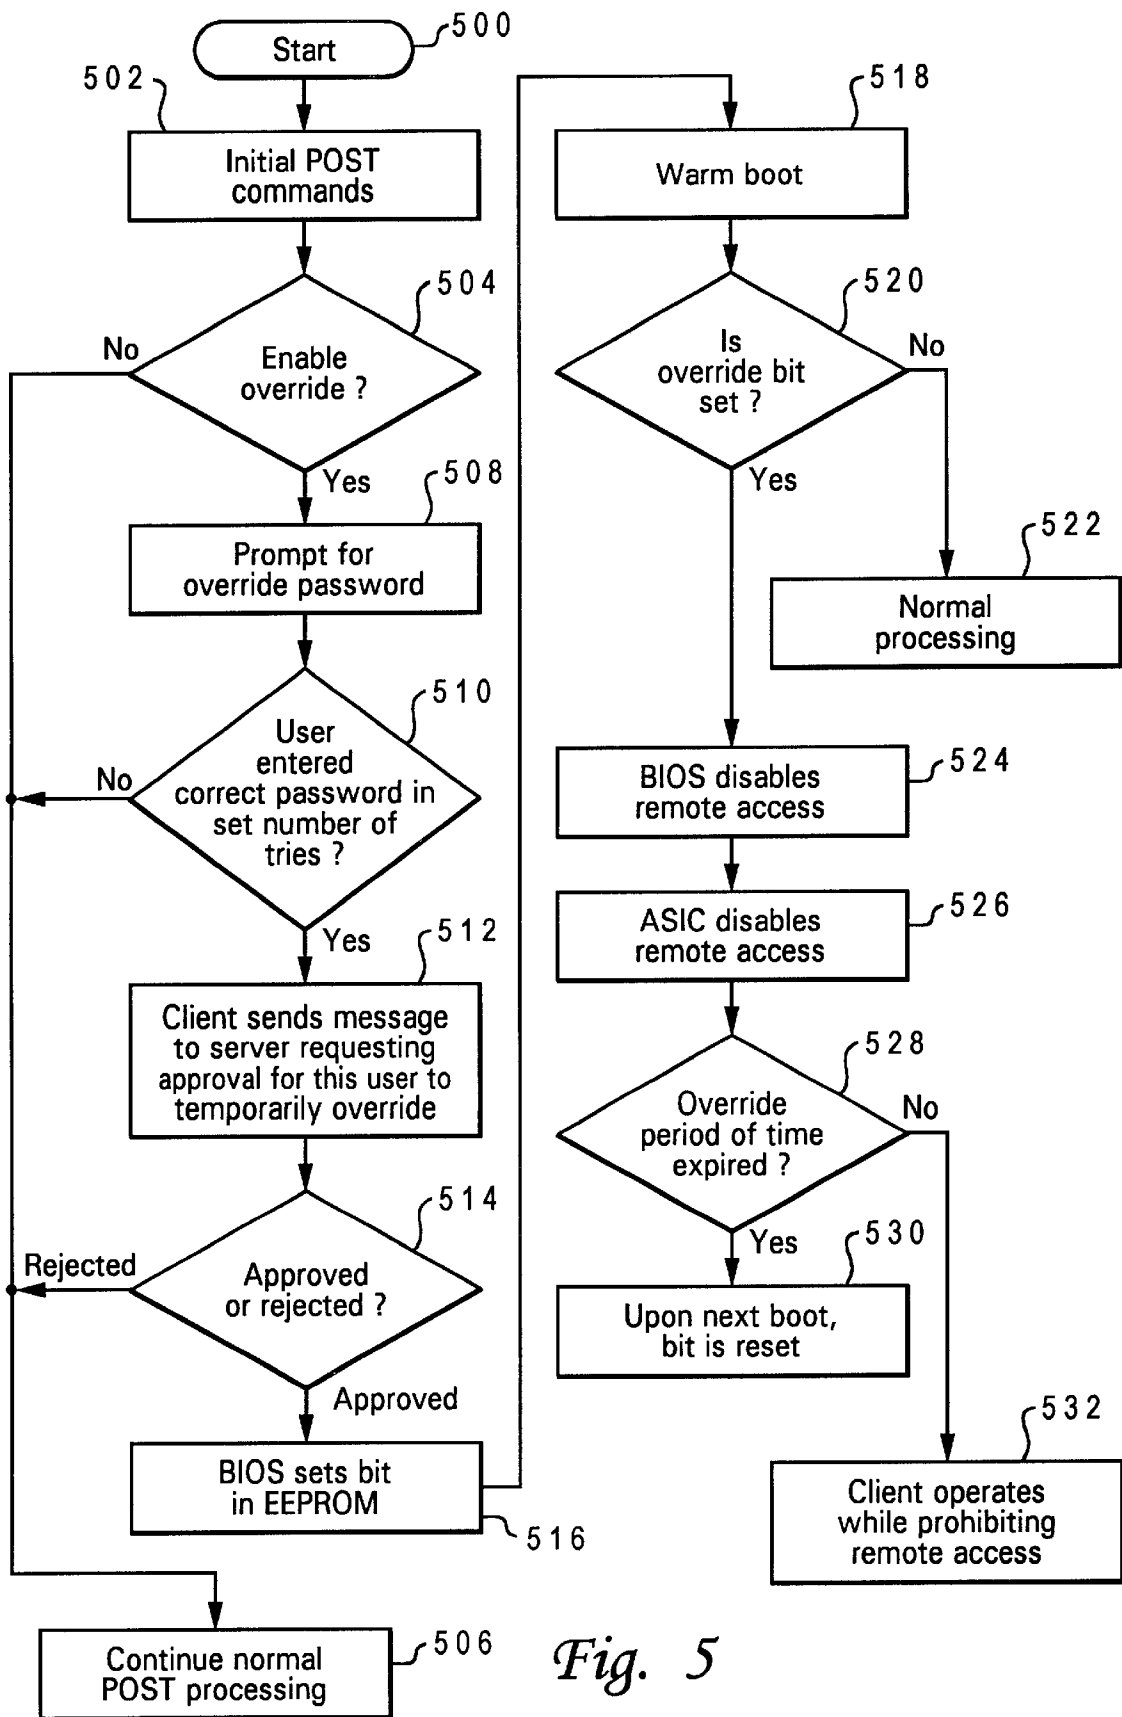 Start
500
502
Initial POST
commands
504
No
Enable
override ?
Yes
508
Prompt for
override password
510
No
User
entered
correct password in
set number of
tries ?
Yes
512
Client sends message
to server requesting
approval for this user to
temporarily override
514
Rejected
Approved
or rejected ?
Approved
BIOS sets bit
in EEPROM
516
Continue normal
POST processing
506
518
Warm boot
520
Is
override bit
set ?
No
Yes
522
Normal
processing
BIOS disables
remote access
524
ASIC disables
remote access
526
528
Override
period of time
expired ?
No
Yes
530
Upon next boot,
bit is reset
532
Client operates
while prohibiting
remote access
Fig. 5